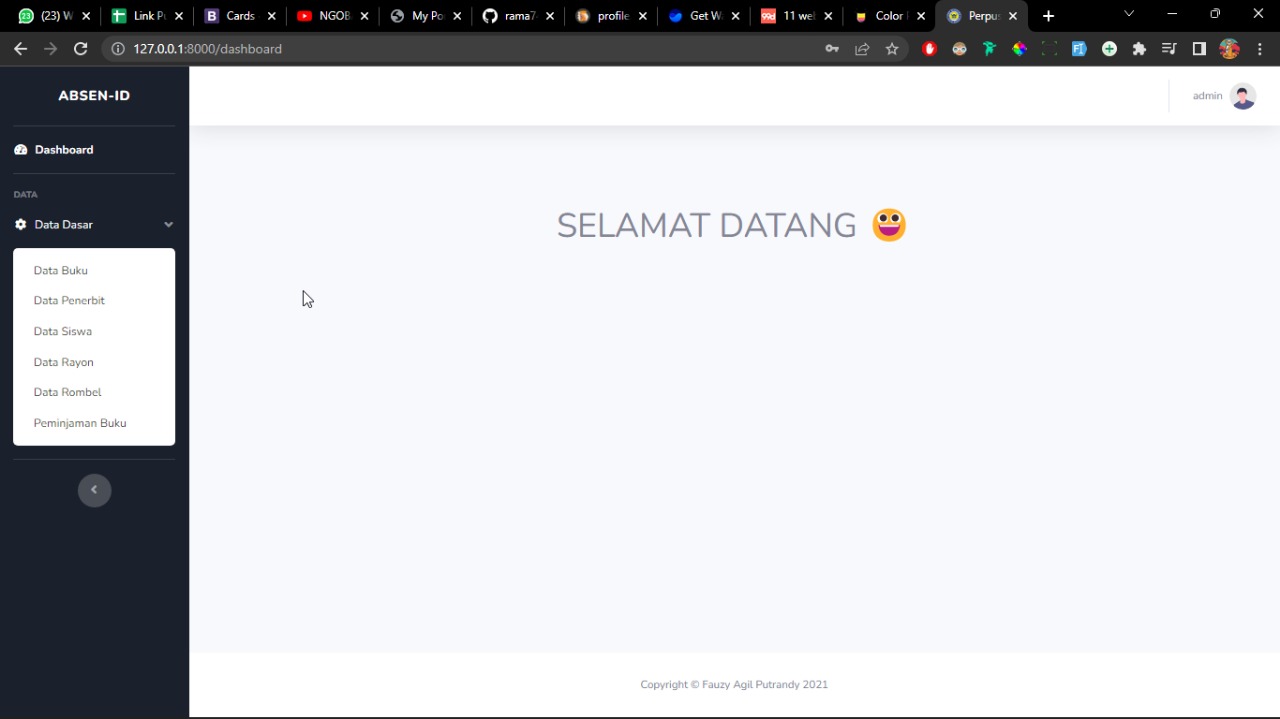 (23) W
Link Pu
Cards
NGOB
My Po
rama7
profile
Get Wa
11 web
Color
Perpus
127.0.0.1:8000/dashboard
ABSEN-ID
admin
Dashboard
DATA
Data Dasar
SELAMAT DATANG
Data Buku
Data Penerbit
Data Siswa
Data Rayon
Data Rombel
Peminjaman Buku
Copyright © Fauzy Agil Putrandy 2021